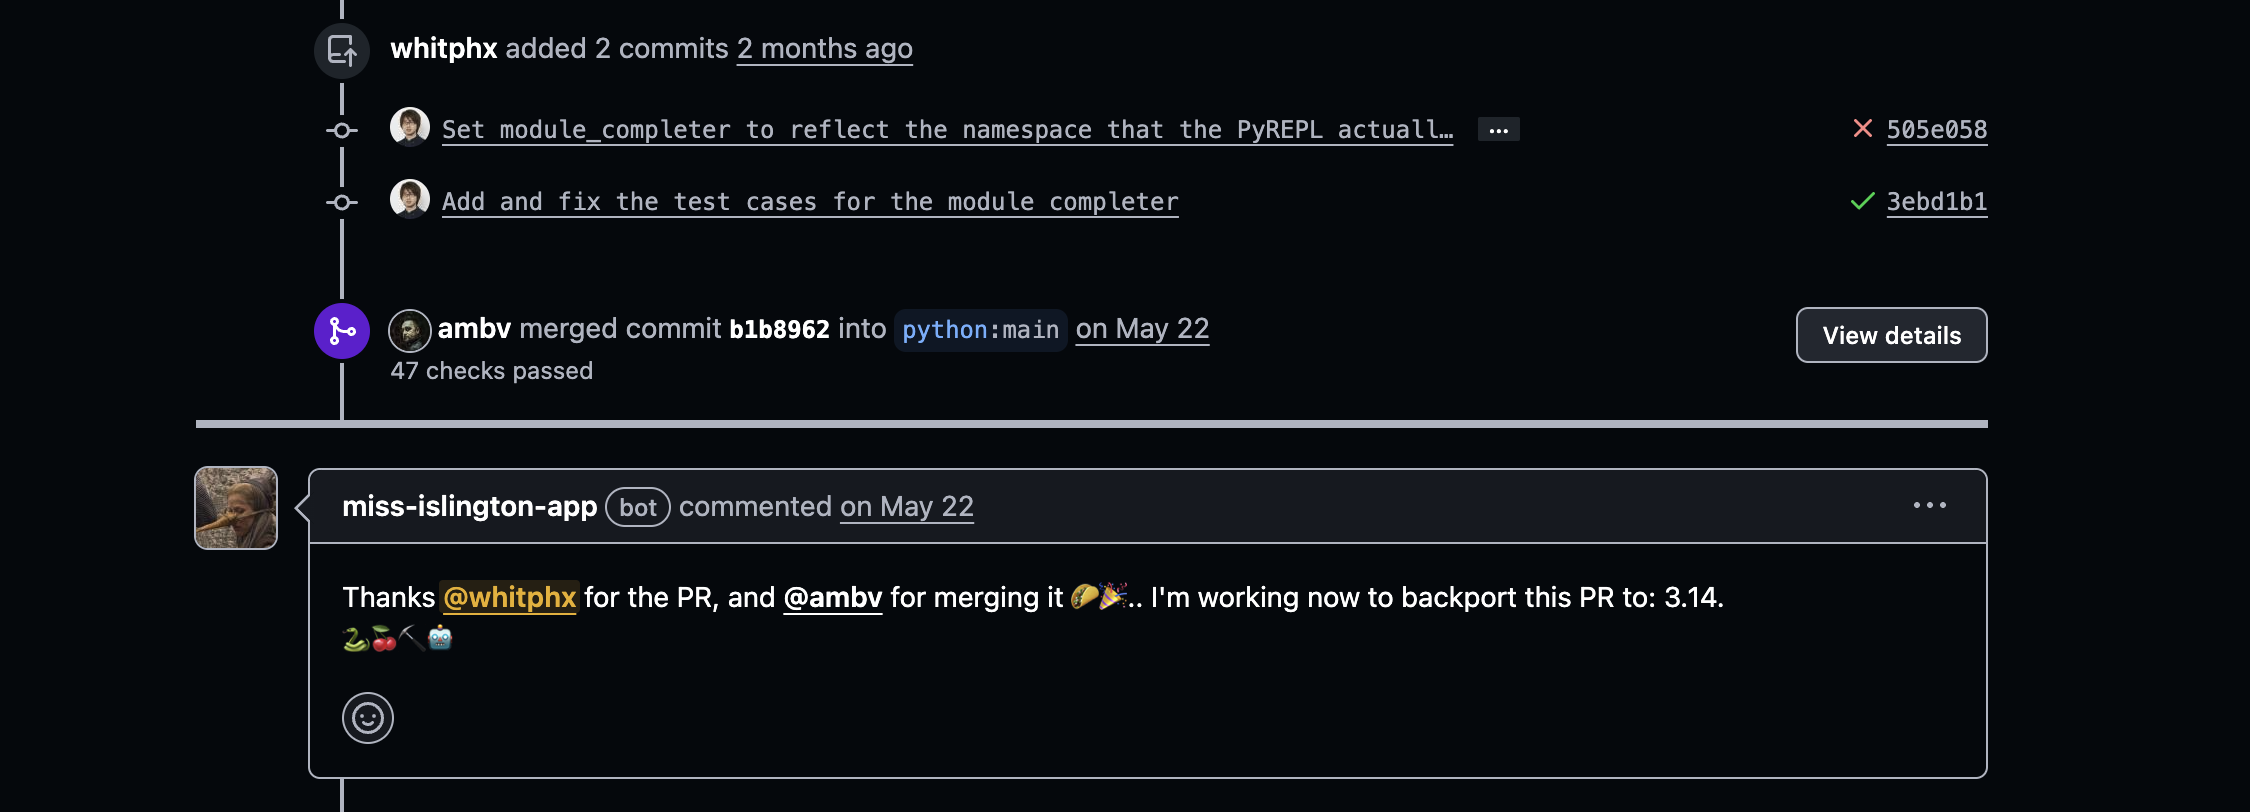 whitphx added 2 commits 2 months ago
Set module_completer to reflect the namespace that the PyREPL actuall… ... 505e058
Add and fix the test cases for the module completer 3ebd1b1
ambv merged commit b1b8962 into python:main on May 22 View details
47 checks passed
miss-islington-app bot commented on May 22
Thanks @whitphx for the PR, and @ambv for merging it 🌮🎉.. I'm working now to backport this PR to: 3.14.
🐍🍒⛏🤖